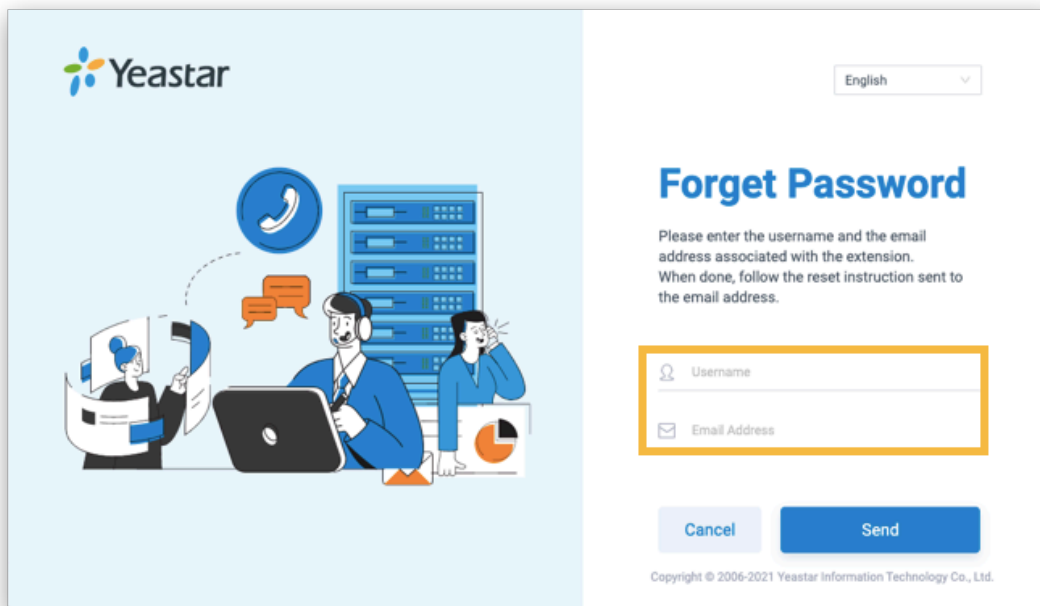 Yeastar
English
Forget Password
Please enter the username and the email
address associated with the extension.
When done, follow the reset instruction sent to
the email address.
Username
Email Address
Cancel
Send
Copyright © 2006-2021 Yeastar Information Technology Co., Ltd.